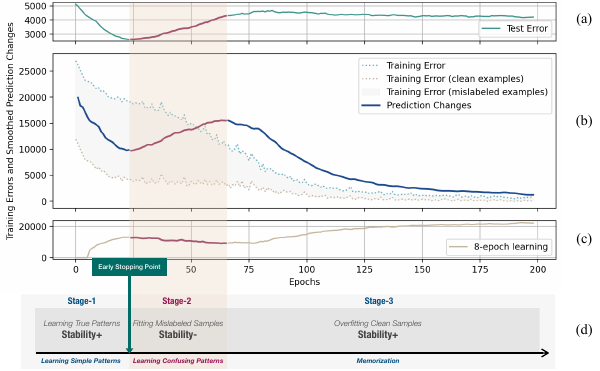 5000
4000
3000
Test Error
(a)
Training Errors and Smoothed Prediction Changes
25000
20000
15000
10000
5000
0
Training Error
Training Error (clean examples)
Training Error (mislabeled examples)
Prediction Changes
(b)
20000
0
8-epoch learning
(c)
0 50 75 100 125 150 175 200
Epochs
Early Stopping Point
Stage-1 Stage-2 Stage-3
Learning True Patterns Fitting Mislabeled Samples Overfitting Clean Samples
Stability+ Stability- Stability+
(d)
Learning Simple Patterns Learning Confusing Patterns Memorization